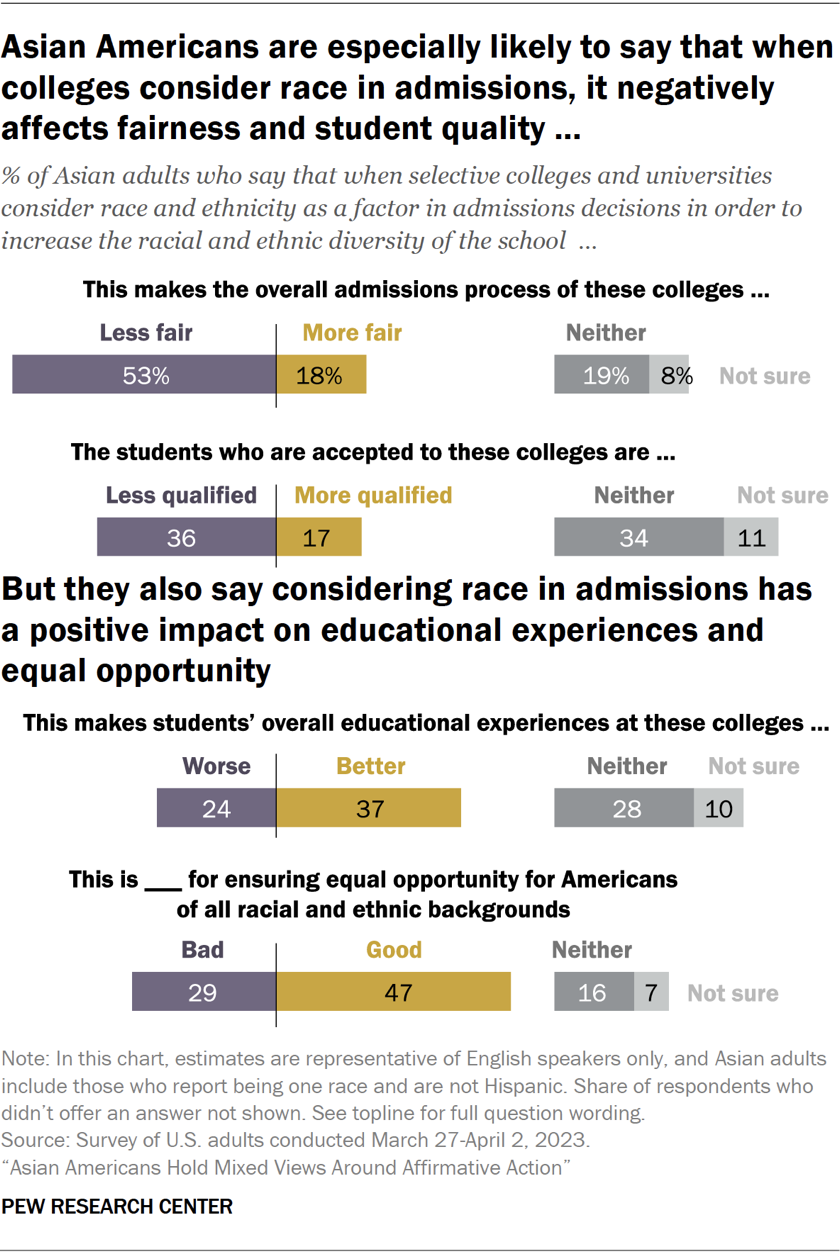 Asian Americans are especially likely to say that when
colleges consider race in admissions, it negatively
affects fairness and student quality ...
% of Asian adults who say that when selective colleges and universities
consider race and ethnicity as a factor in admissions decisions in order to
increase the racial and ethnic diversity of the school ...
This makes the overall admissions process of these colleges ...
Less fair More fair Neither
53% 18% 19% 8% Not sure
The students who are accepted to these colleges are ...
Less qualified More qualified Neither Not sure
36 17 34 11
But they also say considering race in admissions has
a positive impact on educational experiences and
equal opportunity
This makes students’ overall educational experiences at these colleges ...
Worse Better Neither Not sure
24 37 28 10
This is ___ for ensuring equal opportunity for Americans
of all racial and ethnic backgrounds
Bad Good Neither
29 47 16 7 Not sure
Note: In this chart, estimates are representative of English speakers only, and Asian adults
include those who report being one race and are not Hispanic. Share of respondents who
didn’t offer an answer not shown. See topline for full question wording.
Source: Survey of U.S. adults conducted March 27-April 2, 2023.
“Asian Americans Hold Mixed Views Around Affirmative Action”
PEW RESEARCH CENTER